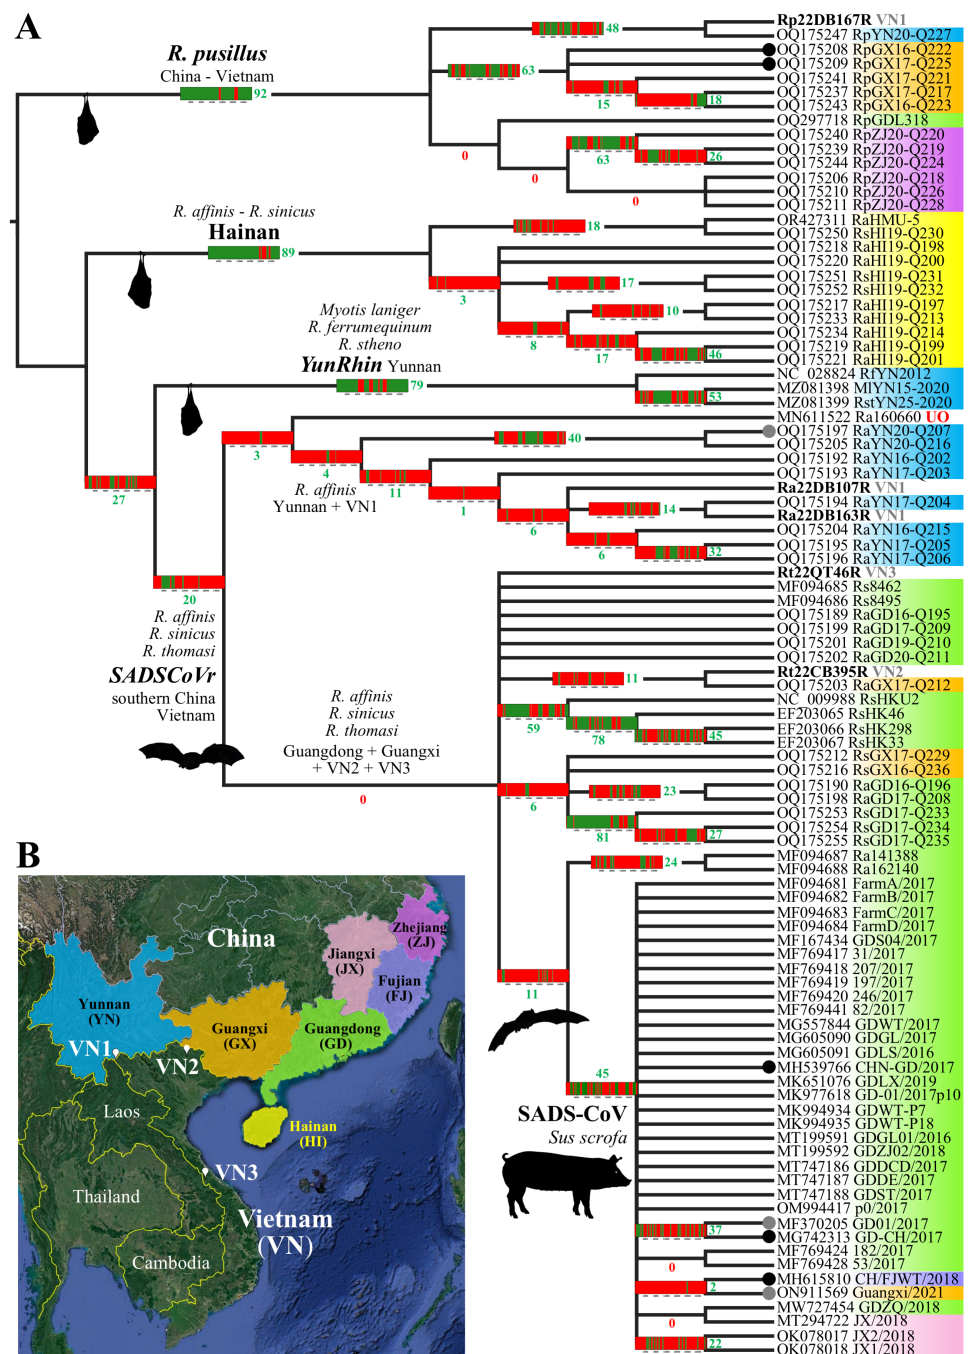 A
R. pusillus
China - Vietnam
92
48
63
15
18
0
0
63
26
0
Rp22DB167R VN1
OQ175247 RpYN20-Q227
OQ175208 RpGX16-Q222
OQ175209 RpGX17-Q225
OQ175241 RpGX17-Q221
OQ175237 RpGX17-Q217
OQ175243 RpGX16-Q223
OQ297718 RpGDL318
OQ175240 RpZJ20-Q220
OQ175239 RpZJ20-Q219
OQ175244 RpZJ20-Q224
OQ175206 RpZJ20-Q218
OQ175210 RpZJ20-Q226
OQ175211 RpZJ20-Q228
R. affinis - R. sinicus
Hainan
89
18
3
17
8
10
17
46
OR427311 RaHMU-5
OQ175250 RsHI19-Q230
OQ175218 RaHI19-Q198
OQ175220 RaHI19-Q200
OQ175251 RsHI19-Q231
OQ175252 RsHI19-Q232
OQ175217 RaHI19-Q197
OQ175233 RaHI19-Q213
OQ175234 RaHI19-Q214
OQ175219 RaHI19-Q199
OQ175221 RaHI19-Q201
Myotis laniger
R. ferrumequinum
R. stheno
YunRhin Yunnan
79
53
NC_028824 RfYN2012
MZ081398 MlYN15-2020
MZ081399 RstYN25-2020
27
20
3
4
11
40
1
6
14
6
32
R. affinis
Yunnan + VN1
MN611522 Ra160660 UO
OQ175197 RaYN20-Q207
OQ175205 RaYN20-Q216
OQ175192 RaYN16-Q202
OQ175193 RaYN17-Q203
Ra22DB107R VN1
OQ175194 RaYN17-Q204
Ra22DB163R VN1
OQ175204 RaYN16-Q215
OQ175195 RaYN17-Q205
OQ175196 RaYN17-Q206
R. affinis
R. sinicus
R. thomasi
SADSCoVr
southern China
Vietnam
R. affinis
R. sinicus
R. thomasi
Guangdong + Guangxi
+ VN2 + VN3
0
11
59
78
45
6
23
81
27
24
11
45
Rt22QT46R VN3
MF094685 Rs8462
MF094686 Rs8495
OQ175189 RaGD16-Q195
OQ175199 RaGD17-Q209
OQ175201 RaGD19-Q210
OQ175202 RaGD20-Q211
Rt22CB395R VN2
OQ175203 RaGX17-Q212
NC_009988 RsHKU2
EF203065 RsHK46
EF203066 RsHK298
EF203067 RsHK33
OQ175212 RsGX17-Q229
OQ175216 RsGX16-Q236
OQ175190 RaGD16-Q196
OQ175198 RaGD17-Q208
OQ175253 RsGD17-Q233
OQ175254 RsGD17-Q234
OQ175255 RsGD17-Q235
MF094687 Ra141388
MF094688 Ra162140
MF094681 FarmA/2017
MF094682 FarmB/2017
MF094683 FarmC/2017
MF094684 FarmD/2017
MF167434 GDS04/2017
MF769417 31/2017
MF769418 207/2017
MF769419 197/2017
MF769420 246/2017
MF769441 82/2017
MG557844 GDWT/2017
MG605090 GDGL/2017
MG605091 GDLS/2016
MH539766 CHN-GD/2017
MK651076 GDLX/2019
MK977618 GD-01/2017p10
MK994934 GDWT-P7
MK994935 GDWT-P18
MT199591 GDGL01/2016
MT199592 GDZJ02/2018
MT747186 GDDCD/2017
MT747187 GDDE/2017
MT747188 GDST/2017
OM994417 p0/2017
MF370205 GD01/2017
MG742313 GD-CH/2017
MF769424 182/2017
MF769428 53/2017
MH615810 CH/FJWT/2018
ON911569 Guangxi/2021
MW727454 GDZQ/2018
MT294722 JX/2018
OK078017 JX2/2018
OK078018 JX1/2018
SADS-CoV
Sus scrofa
37
0
2
0
22
B
China
Zhejiang
(ZJ)
Jiangxi
(JX)
Fujian
(FJ)
Yunnan
(YN)
Guangxi
(GX)
Guangdong
(GD)
VN1
VN2
Laos
Hainan
(HI)
VN3
Thailand
Vietnam
(VN)
Cambodia